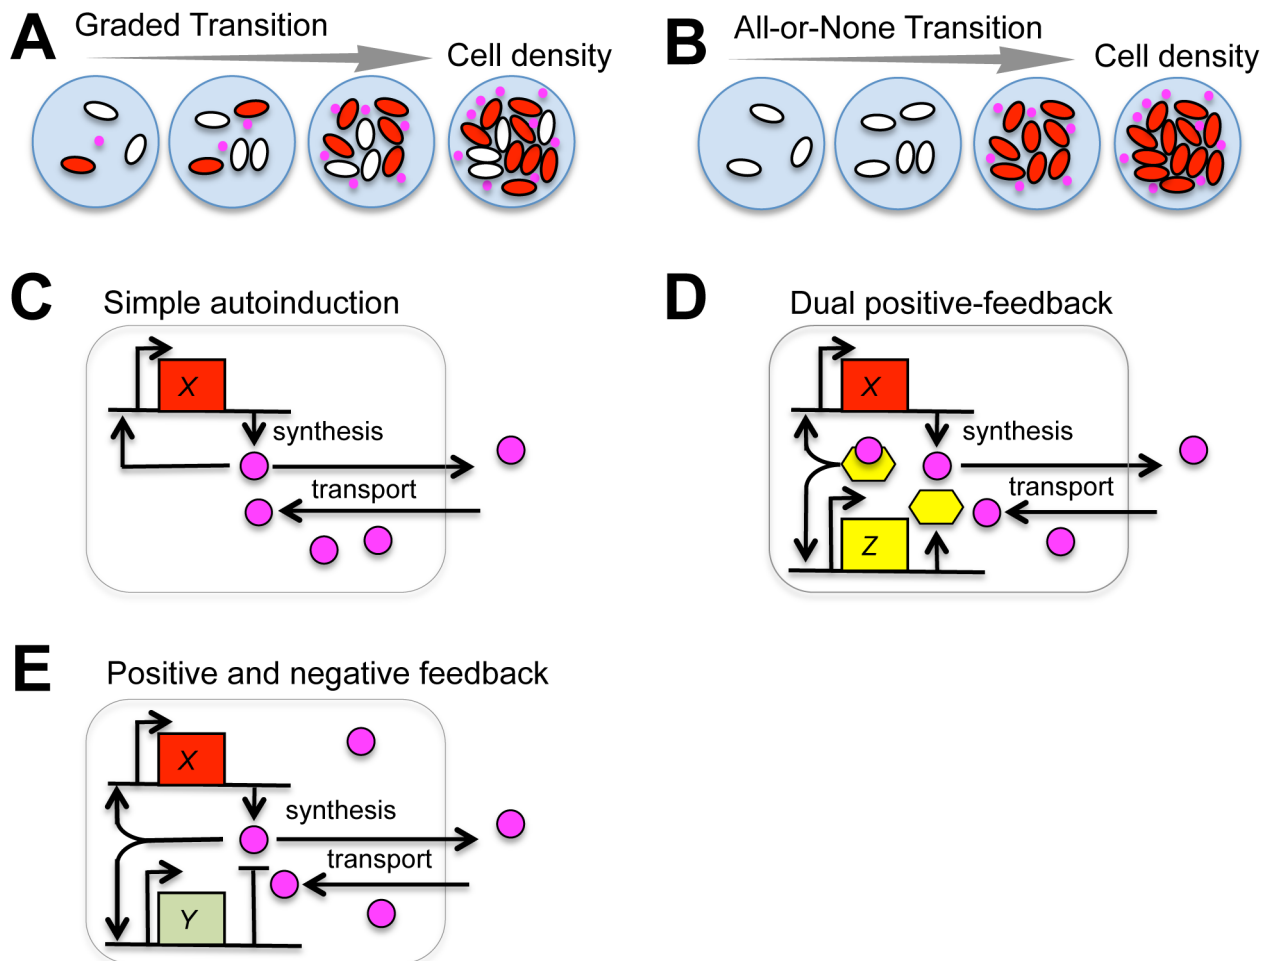 A
Graded Transition
Cell density
B
All-or-None Transition
Cell density
C
Simple autoinduction
X
synthesis
transport
D
Dual positive-feedback
X
synthesis
transport
Z
E
Positive and negative feedback
X
synthesis
transport
Y